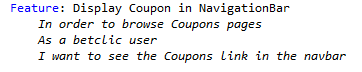 Feature: Display Coupon in NavigationBar
In order to browse Coupons pages
As a betclic user
I want to see the Coupons link in the navbar